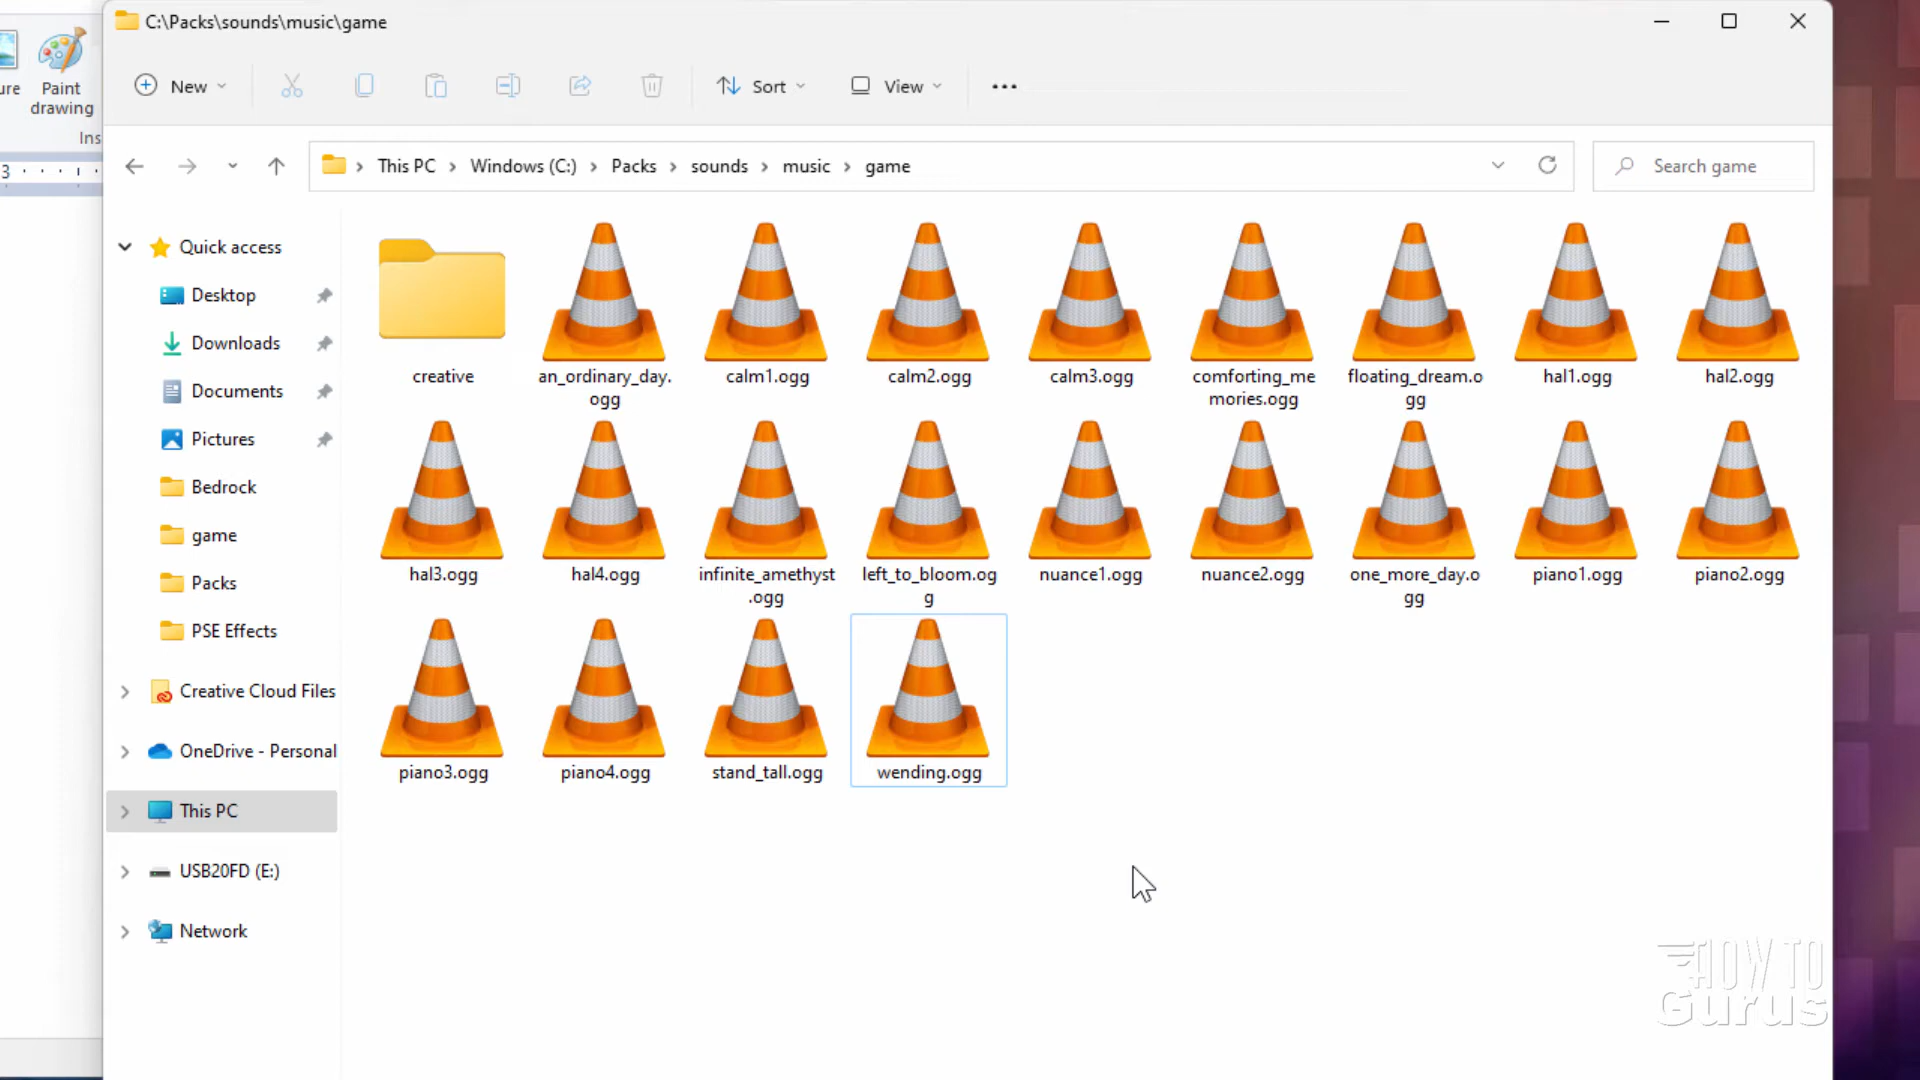 C:\Packs\sounds\music\game
ure
Paint
drawing
Ins
3
New
Sort
View
This PC
Windows (C:)
Packs
sounds
music
game
Search game
Quick access
Desktop
Downloads
Documents
Pictures
Bedrock
game
Packs
PSE Effects
Creative Cloud Files
OneDrive - Personal
This PC
USB20FD (E:)
Network
creative
an_ordinary_day.
ogg
calm1.ogg
calm2.ogg
calm3.ogg
comforting_me
mories.ogg
floating_dream.o
gg
hal1.ogg
hal2.ogg
hal3.ogg
hal4.ogg
infinite_amethyst
.ogg
left_to_bloom.og
g
nuance1.ogg
nuance2.ogg
one_more_day.o
gg
piano1.ogg
piano2.ogg
piano3.ogg
piano4.ogg
stand_tall.ogg
wending.ogg
HOW TO
Gurus